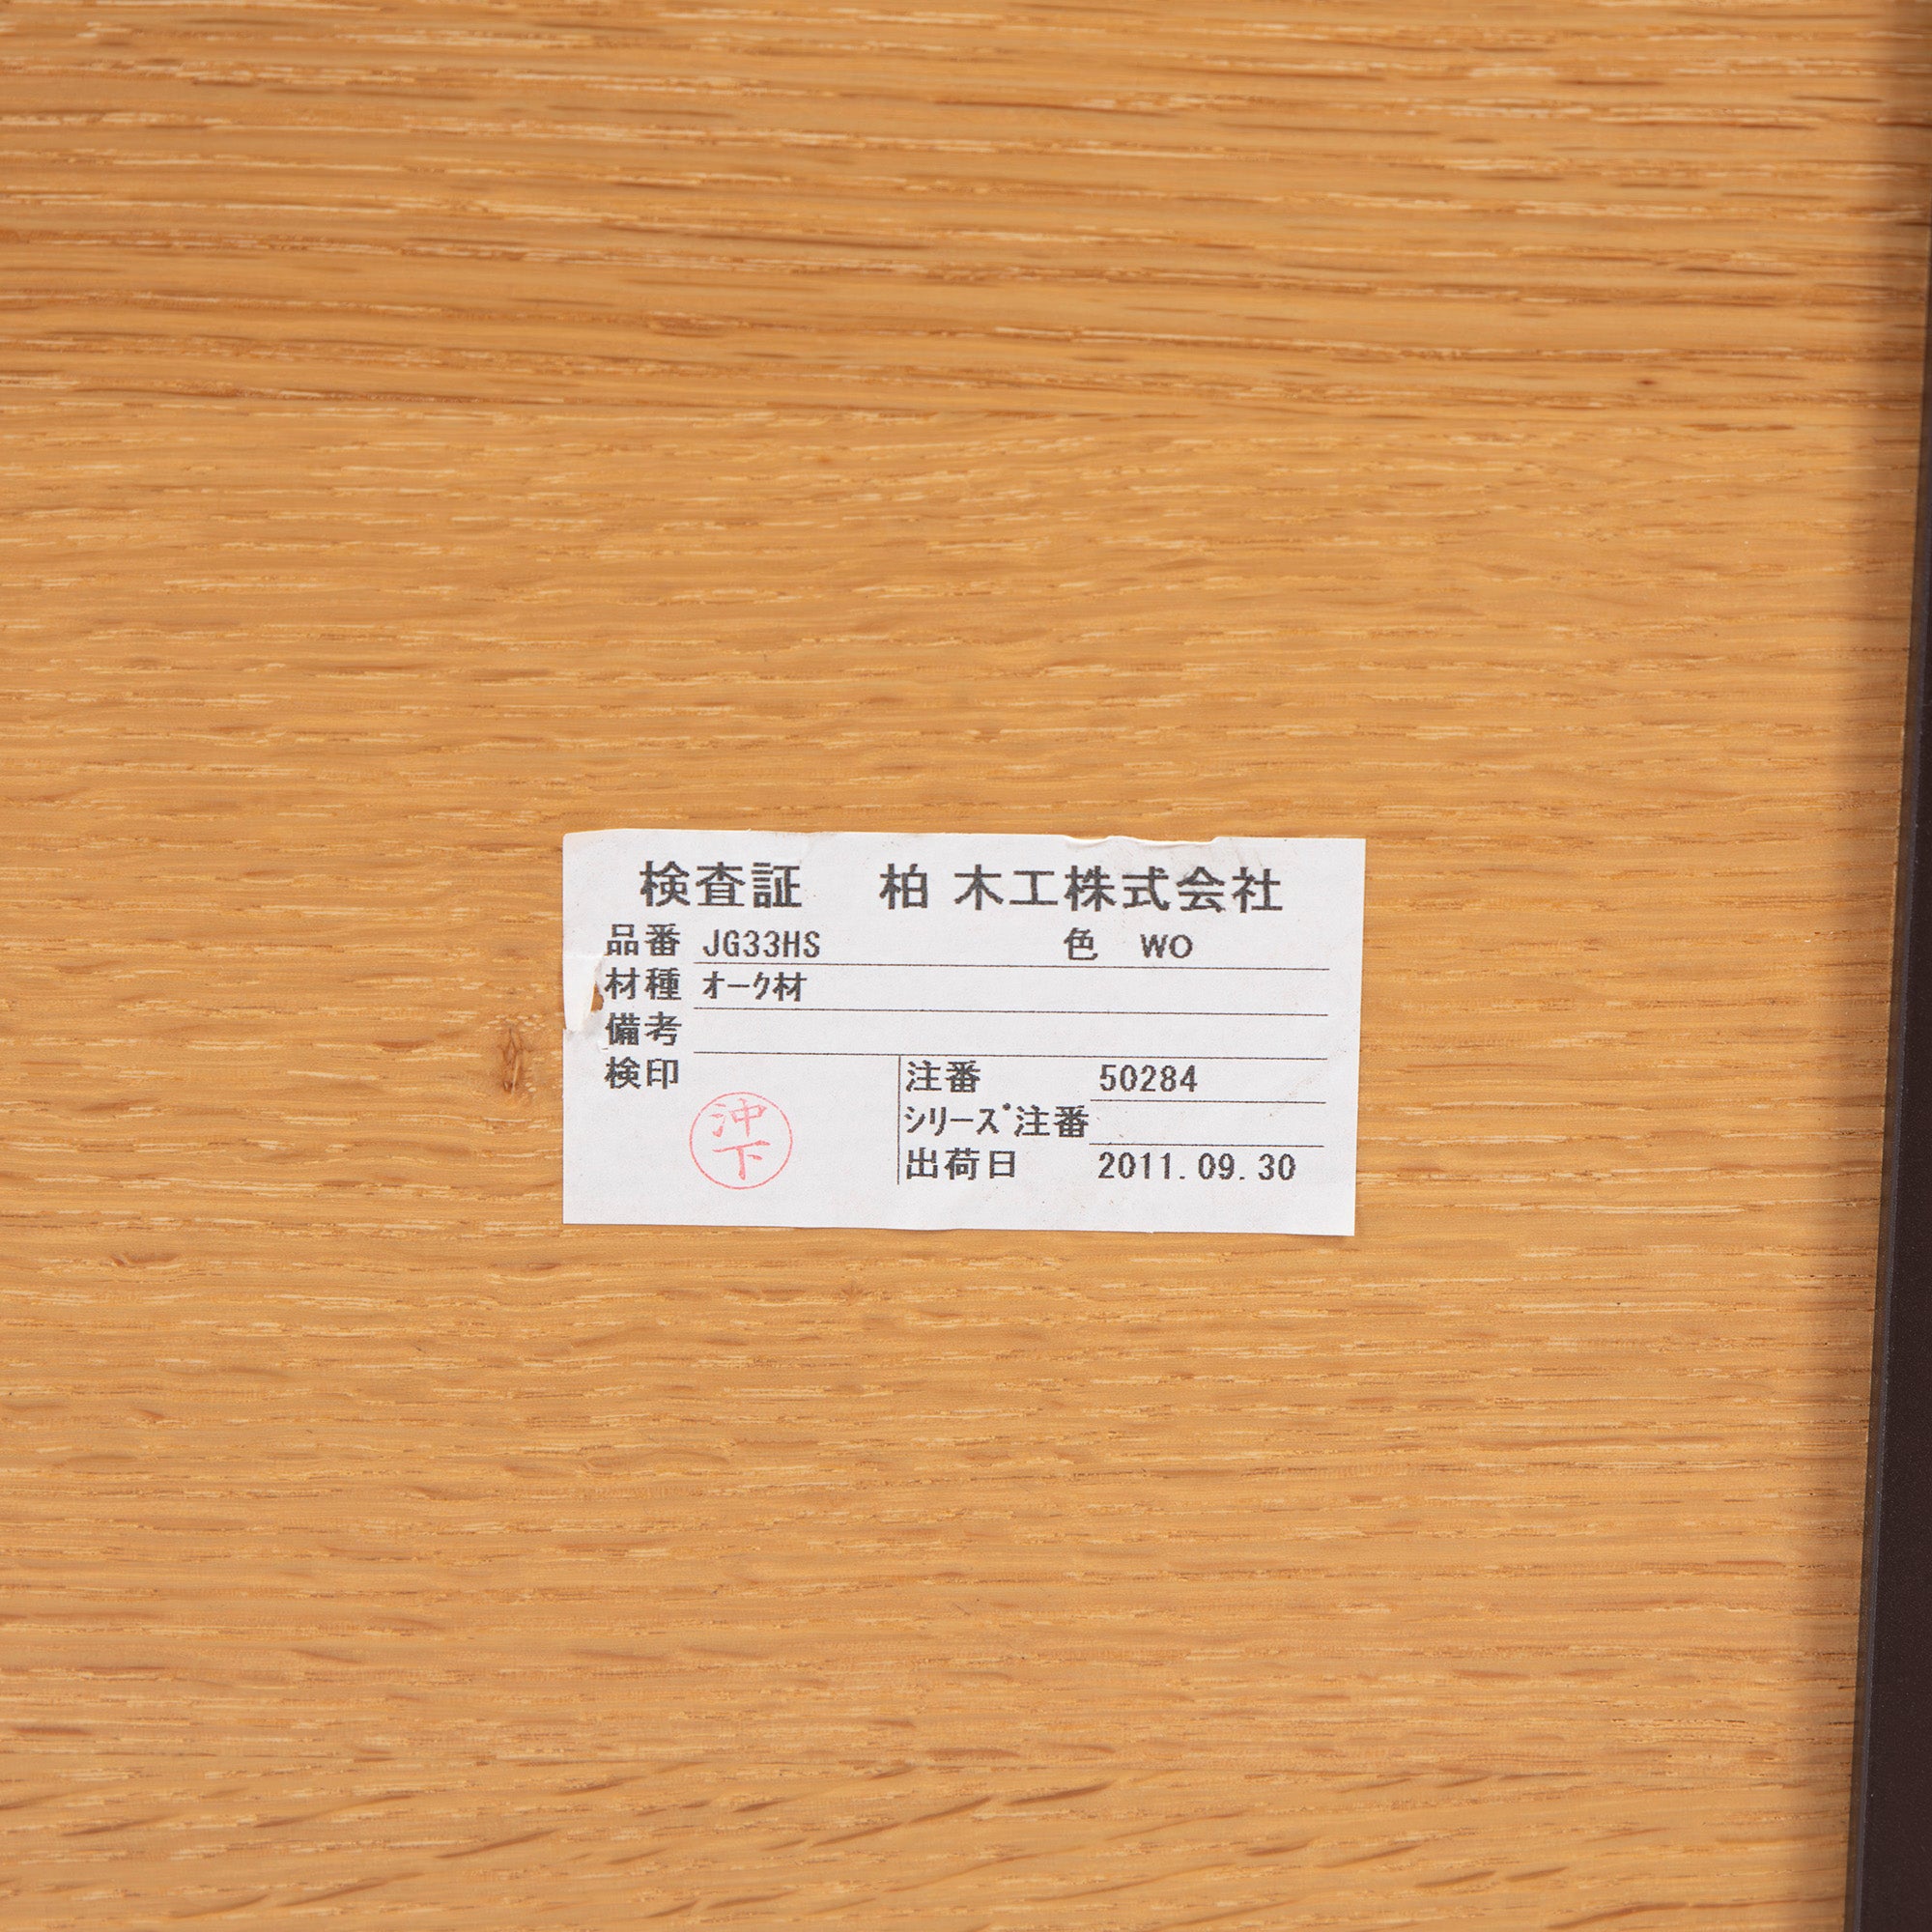 検査証 柏木工株式会社
品番 JG33HS 色 WO
材種 オーク材
備考
検印
沖下
注番 50284
シリーズ注番
出荷日 2011.09.30